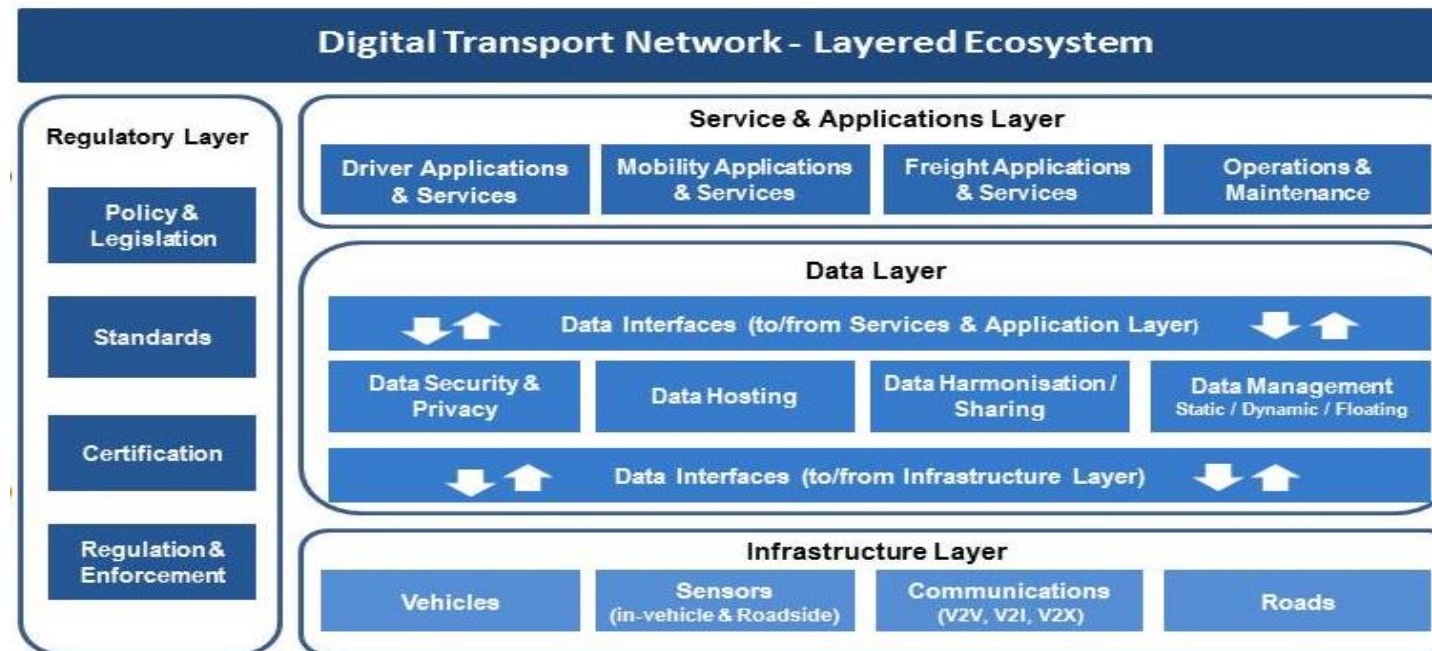 Digital Transport Network - Layered Ecosystem
Regulatory Layer
Policy &
Legislation
Standards
Certification
Regulation &
Enforcement
Service & Applications Layer
Driver Applications
& Services
Mobility Applications
& Services
Freight Applications
& Services
Operations &
Maintenance
Data Layer
Data Interfaces (to/from Services & Application Layer)
Data Security &
Privacy
Data Hosting
Data Harmonisation /
Sharing
Data Management
Static / Dynamic / Floating
Data Interfaces (to/from Infrastructure Layer)
Infrastructure Layer
Vehicles
Sensors
(in-vehicle & Roadside)
Communications
(V2V, V2I, V2X)
Roads